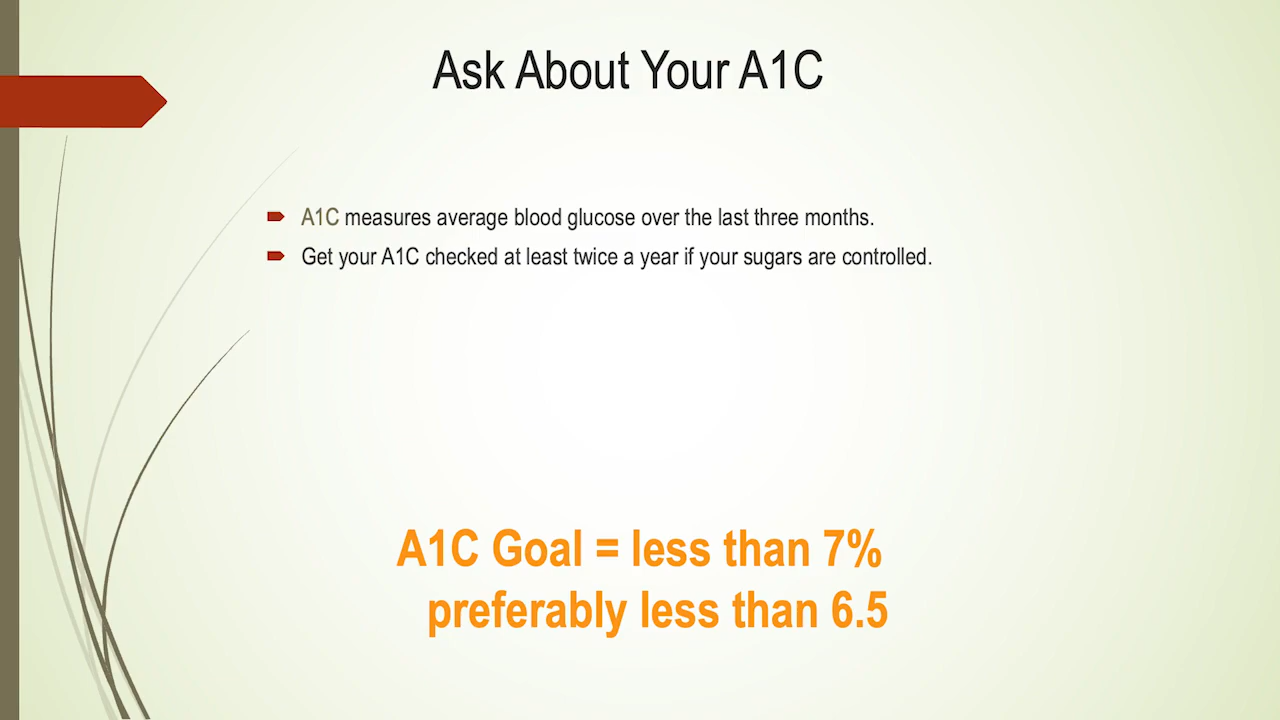 Ask About Your A1C
A1C measures average blood glucose over the last three months.
Get your A1C checked at least twice a year if your sugars are controlled.
A1C Goal = less than 7%
preferably less than 6.5